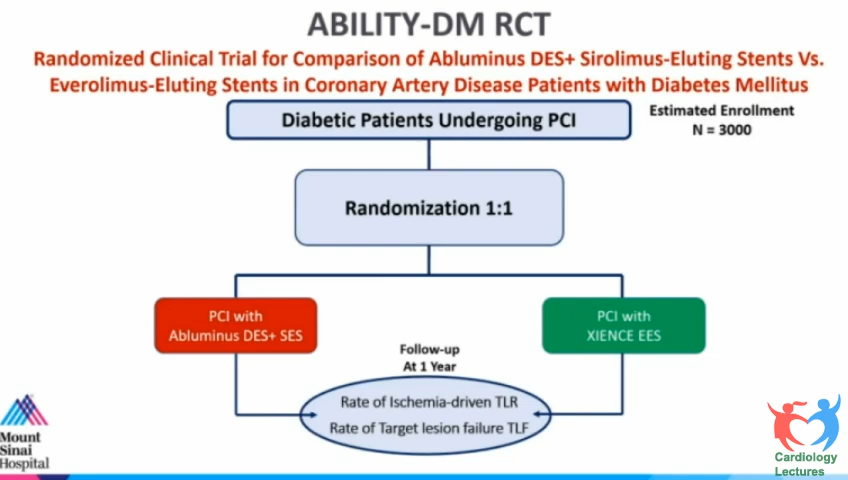 ABILITY-DM RCT
Randomized Clinical Trial for Comparison of Abluminus DES+ Sirolimus-Eluting Stents Vs.
Everolimus-Eluting Stents in Coronary Artery Disease Patients with Diabetes Mellitus
Diabetic Patients Undergoing PCI
Estimated Enrollment
N = 3000
Randomization 1:1
PCI with
Abluminus DES+ SES
PCI with
XIENCE EES
Follow-up
At 1 Year
Rate of Ischemia-driven TLR
Rate of Target lesion failure TLF
Mount
Sinai
Hospital
Cardiology
Lectures